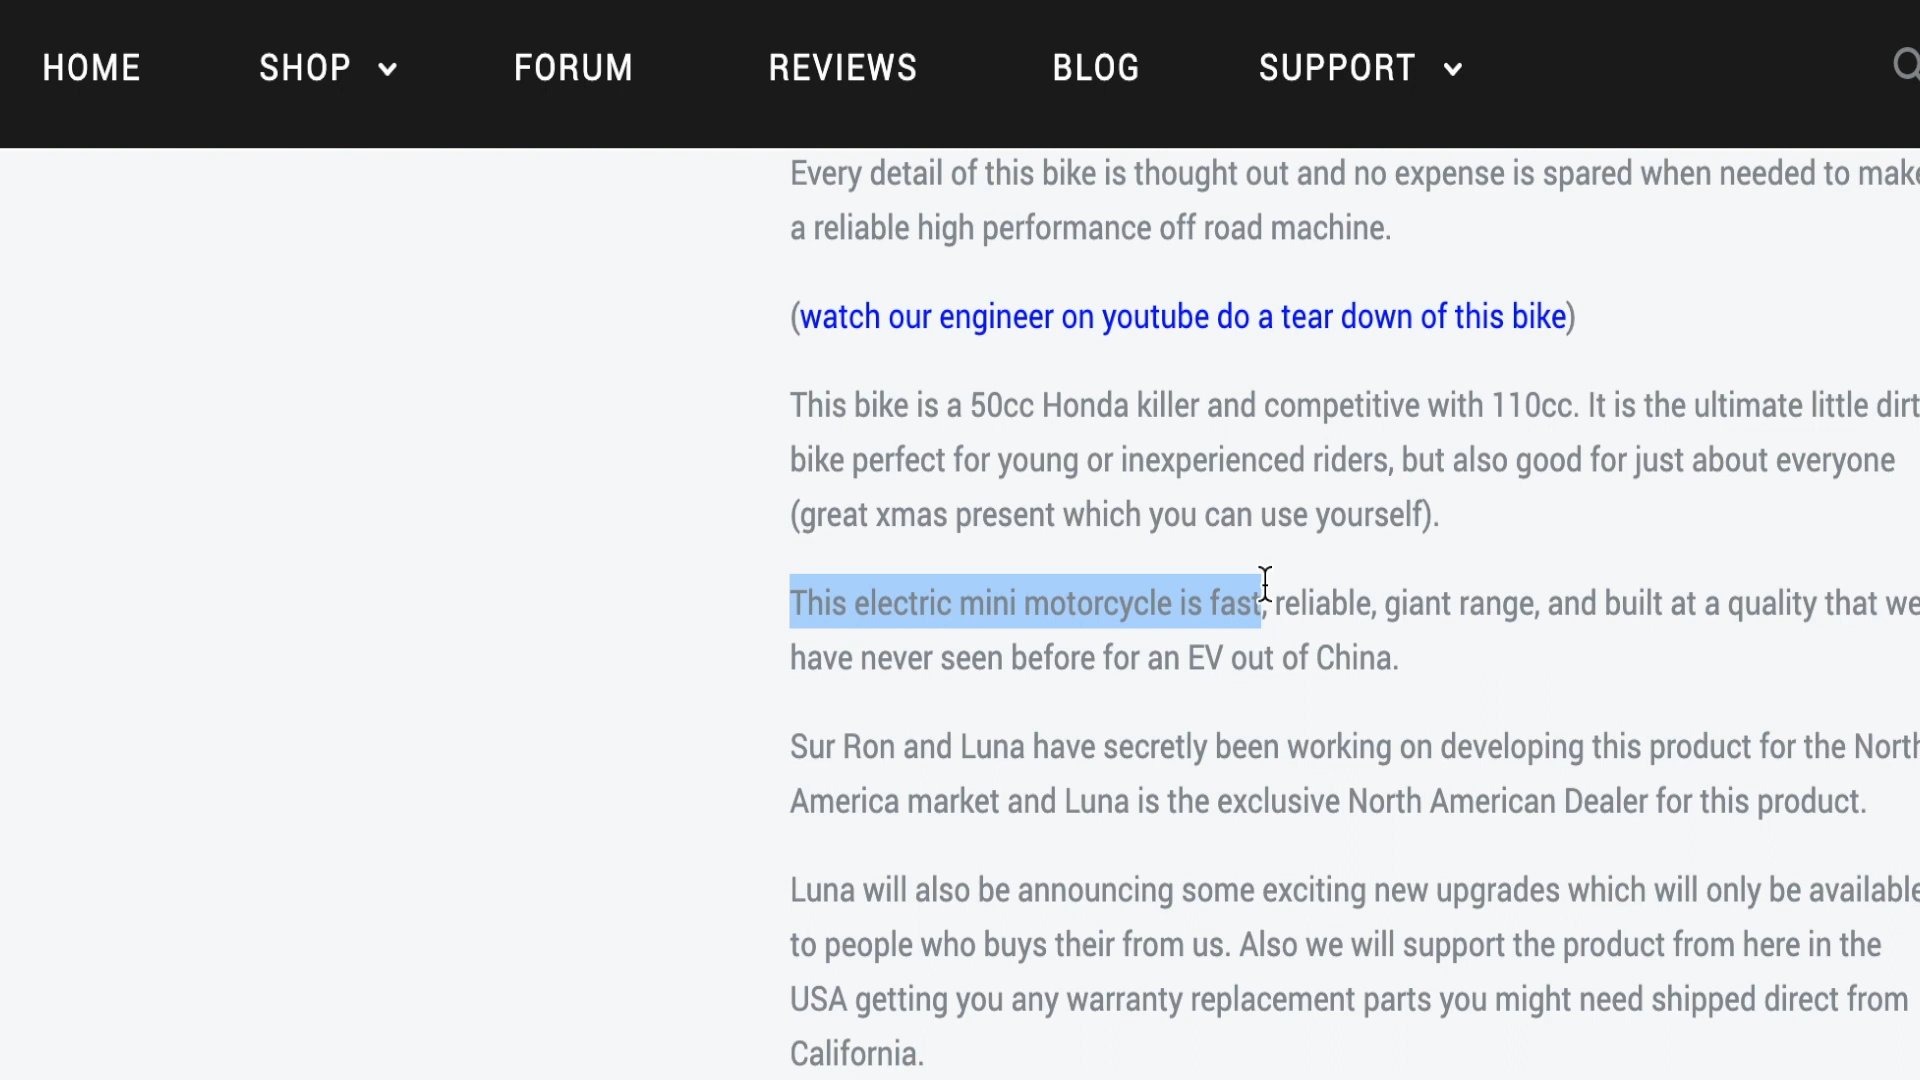 HOME SHOP FORUM REVIEWS BLOG SUPPORT
Every detail of this bike is thought out and no expense is spared when needed to make
a reliable high performance off road machine.
(watch our engineer on youtube do a tear down of this bike)
This bike is a 50cc Honda killer and competitive with 110cc. It is the ultimate little dirt
bike perfect for young or inexperienced riders, but also good for just about everyone
(great xmas present which you can use yourself).
This electric mini motorcycle is fast, reliable, giant range, and built at a quality that we
have never seen before for an EV out of China.
Sur Ron and Luna have secretly been working on developing this product for the North
America market and Luna is the exclusive North American Dealer for this product.
Luna will also be announcing some exciting new upgrades which will only be available
to people who buys their from us. Also we will support the product from here in the
USA getting you any warranty replacement parts you might need shipped direct from
California.